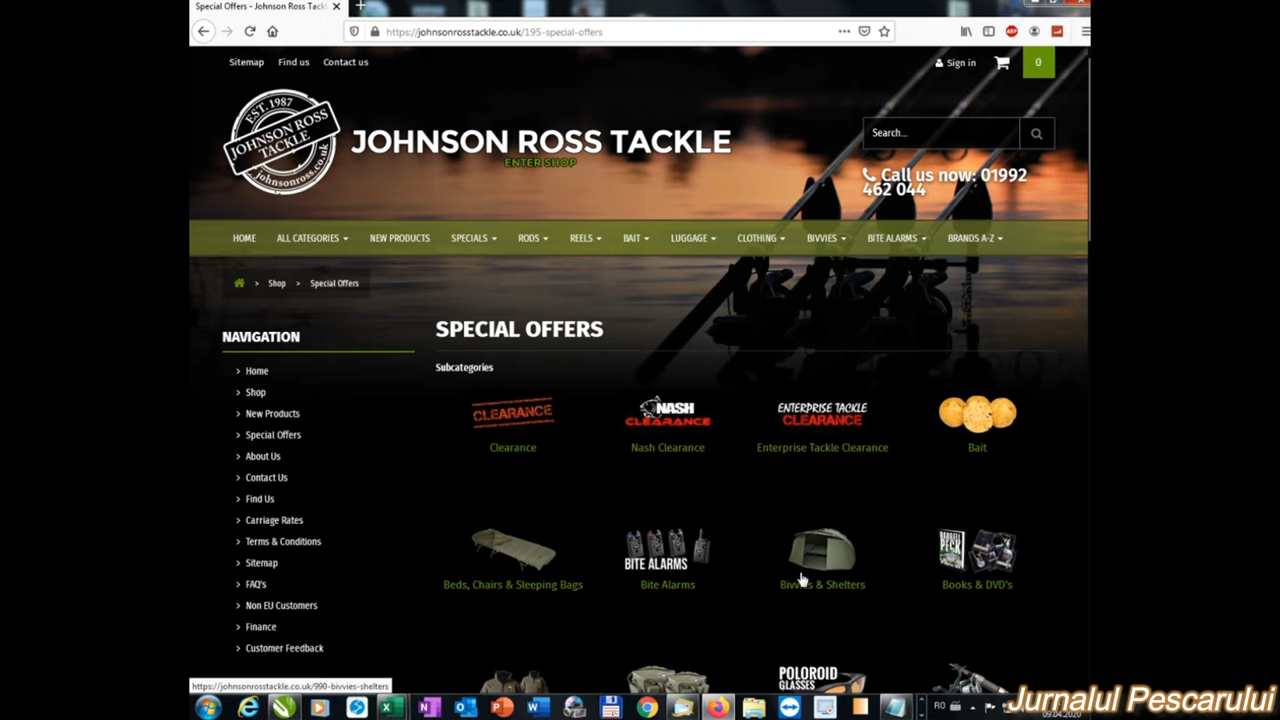 Special Offers - Johnson Ross Tackl
https://johnsonrosstackle.co.uk/195-special-offers
ABP
Sitemap Find us Contact us
Sign in 0
EST. 1987
JOHNSON ROSS
TACKLE
johnsonross.co.uk
JOHNSON ROSS TACKLE
ENTER SHOP
Search...
Call us now: 01992
462 044
HOME ALL CATEGORIES NEW PRODUCTS SPECIALS RODS REELS BAIT LUGGAGE CLOTHING BIVVIES BITE ALARMS BRANDS A-Z
> Shop > Special Offers
NAVIGATION
> Home
> Shop
> New Products
> Special Offers
> About Us
> Contact Us
> Find Us
> Carriage Rates
> Terms & Conditions
> Sitemap
> FAQ's
> Non EU Customers
> Finance
> Customer Feedback
SPECIAL OFFERS
Subcategories
CLEARANCE
Clearance
NASH
CLEARANCE
Nash Clearance
ENTERPRISE TACKLE
CLEARANCE
Enterprise Tackle Clearance
Bait
Beds, Chairs & Sleeping Bags
BITE ALARMS
Bite Alarms
Bivvies & Shelters
PECK
Books & DVD's
POLOROID
GLASSES
https://johnsonrosstackle.co.uk/990-bivvies-shelters
RO
09.04.2020
Jurnalul Pescarului